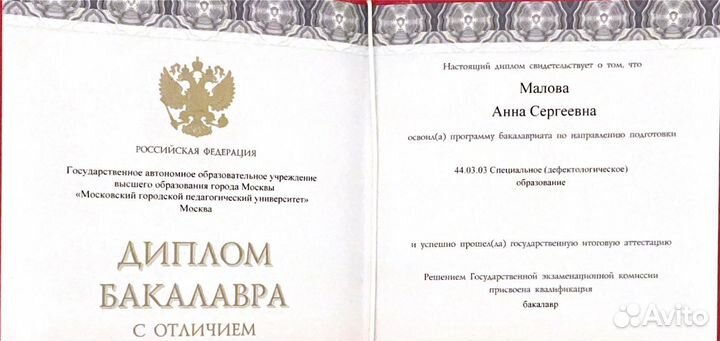 РОССИЙСКАЯ ФЕДЕРАЦИЯ
Государственное автономное образовательное учреждение
высшего образования города Москвы
«Московский городской педагогический университет»
Москва
ДИПЛОМ
БАКАЛАВРА
С ОТЛИЧИЕМ
Настоящий диплом свидетельствует о том, что
Малова
Анна Сергеевна
освоил(а) программу бакалавриата по направлению подготовки
44.03.03 Специальное (дефектологическое)
образование
и успешно прошел(ла) государственную итоговую аттестацию
Решением Государственной экзаменационной комиссии
присвоена квалификация
бакалавр
Avito